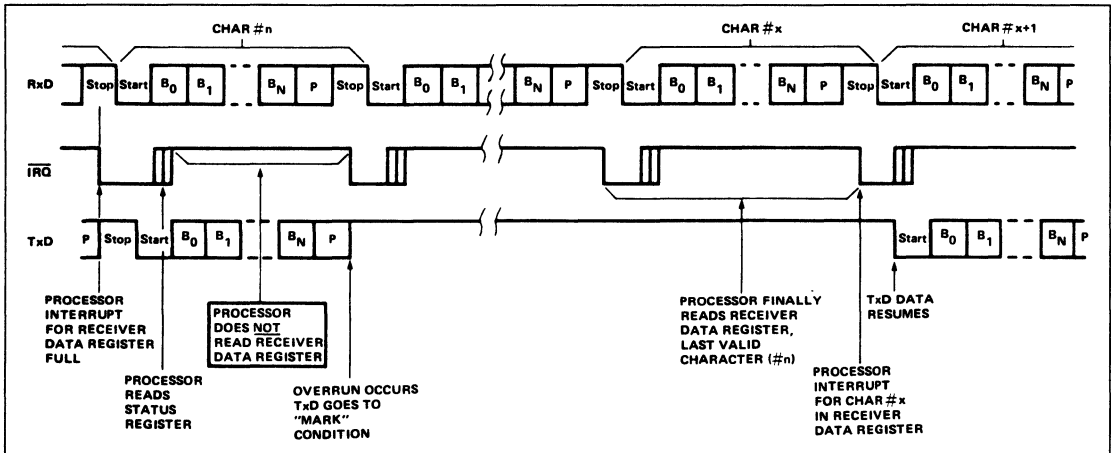 CHAR #n CHAR #x CHAR #x+1
RxD Stop Start B0 B1 BN P Stop Start B0 B1 BN P Stop Start B0 B1 BN P Stop Start B0 B1 BN P
IRQ
TxD P Stop Start B0 B1 BN P Start B0 B1 BN P
PROCESSOR
INTERRUPT
FOR RECEIVER
DATA REGISTER
FULL
PROCESSOR
READS
STATUS
REGISTER
PROCESSOR
DOES NOT
READ RECEIVER
DATA REGISTER
OVERRUN OCCURS
TxD GOES TO
"MARK"
CONDITION
PROCESSOR FINALLY
READS RECEIVER
DATA REGISTER,
LAST VALID
CHARACTER (#n)
PROCESSOR
INTERRUPT
FOR CHAR #x
IN RECEIVER
DATA REGISTER
TxD DATA
RESUMES